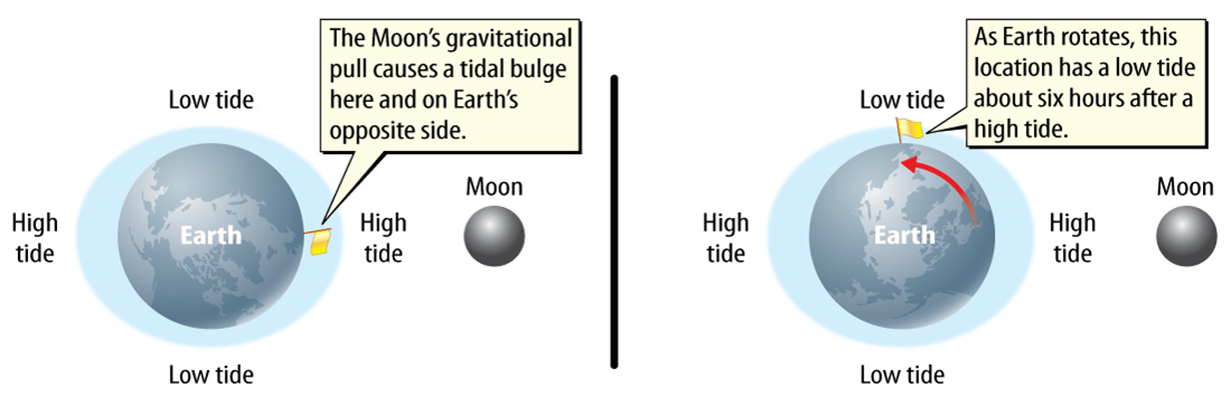 The Moon's gravitational
pull causes a tidal bulge
here and on Earth's
opposite side.
Low tide
High
tide
Earth
High
tide
Moon
Low tide
As Earth rotates, this
location has a low tide
about six hours after a
high tide.
Low tide
High
tide
Earth
High
tide
Moon
Low tide